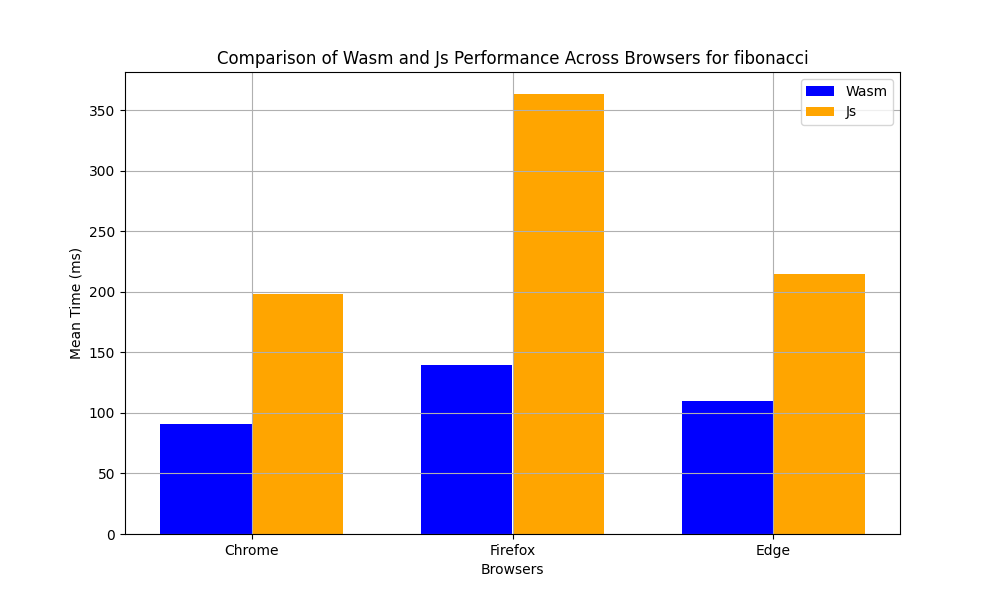 Comparison of Wasm and Js Performance Across Browsers for fibonacci
Wasm
Js
Mean Time (ms)
350
300
250
200
150
100
50
0
Chrome
Firefox
Edge
Browsers